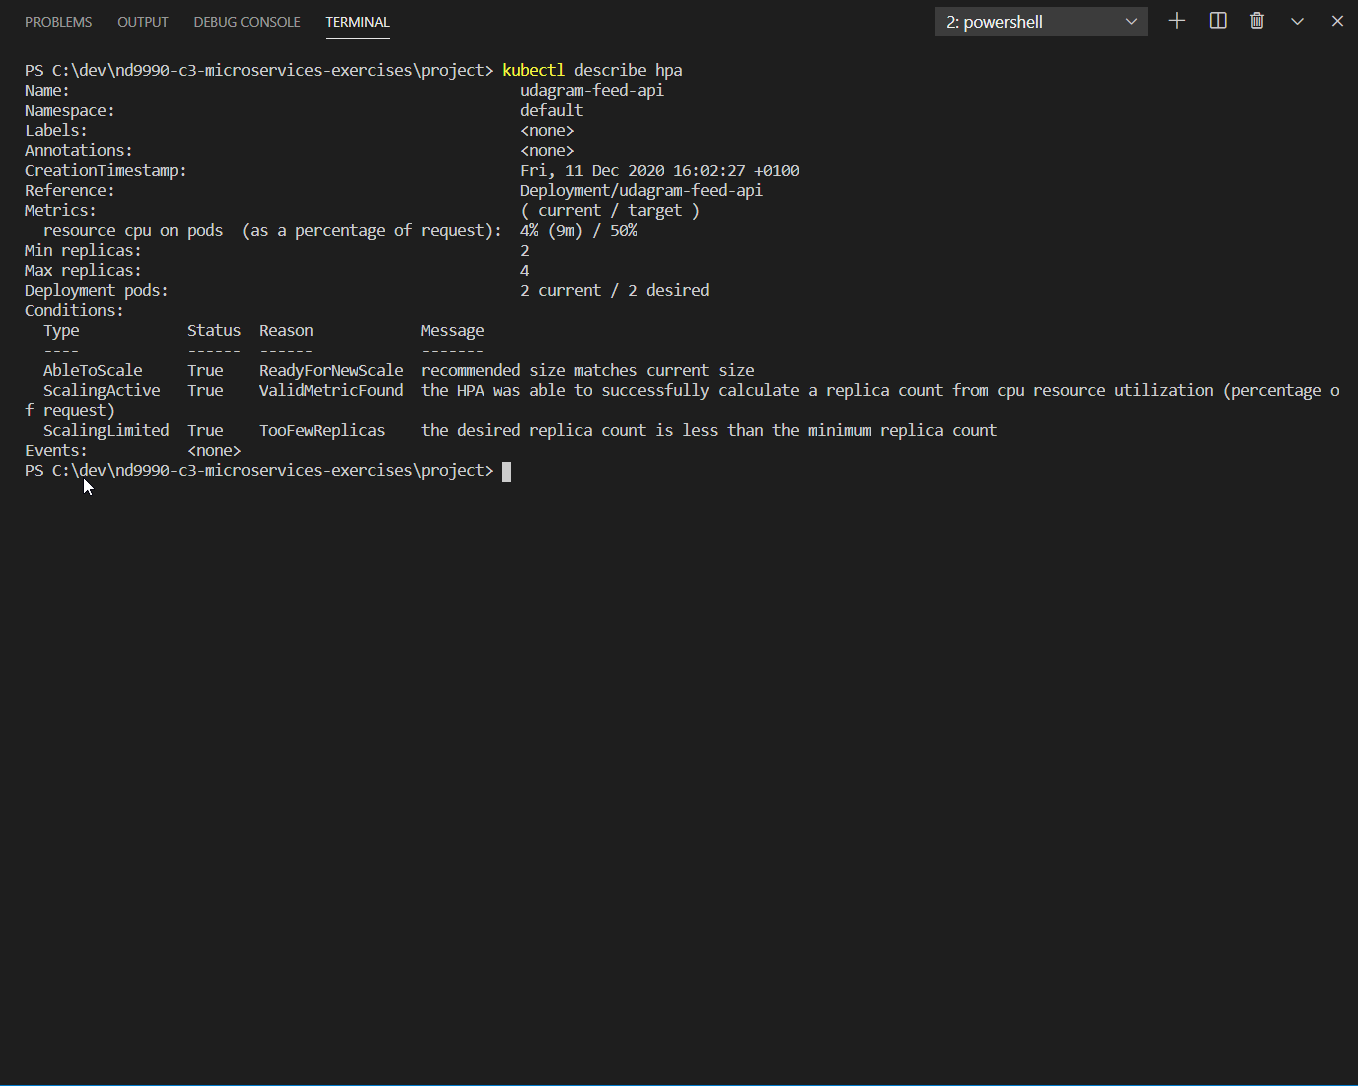 PROBLEMS OUTPUT DEBUG CONSOLE TERMINAL 2: powershell
PS C:\dev\nd9990-c3-microservices-exercises\project> kubectl describe hpa
Name: udagram-feed-api
Namespace: default
Labels: <none>
Annotations: <none>
CreationTimestamp: Fri, 11 Dec 2020 16:02:27 +0100
Reference: Deployment/udagram-feed-api
Metrics: ( current / target )
resource cpu on pods (as a percentage of request): 4% (9m) / 50%
Min replicas: 2
Max replicas: 4
Deployment pods: 2 current / 2 desired
Conditions:
Type Status Reason Message
---- ------ ------ -------
AbleToScale True ReadyForNewScale recommended size matches current size
ScalingActive True ValidMetricFound the HPA was able to successfully calculate a replica count from cpu resource utilization (percentage o
f request)
ScalingLimited True TooFewReplicas the desired replica count is less than the minimum replica count
Events: <none>
PS C:\dev\nd9990-c3-microservices-exercises\project>